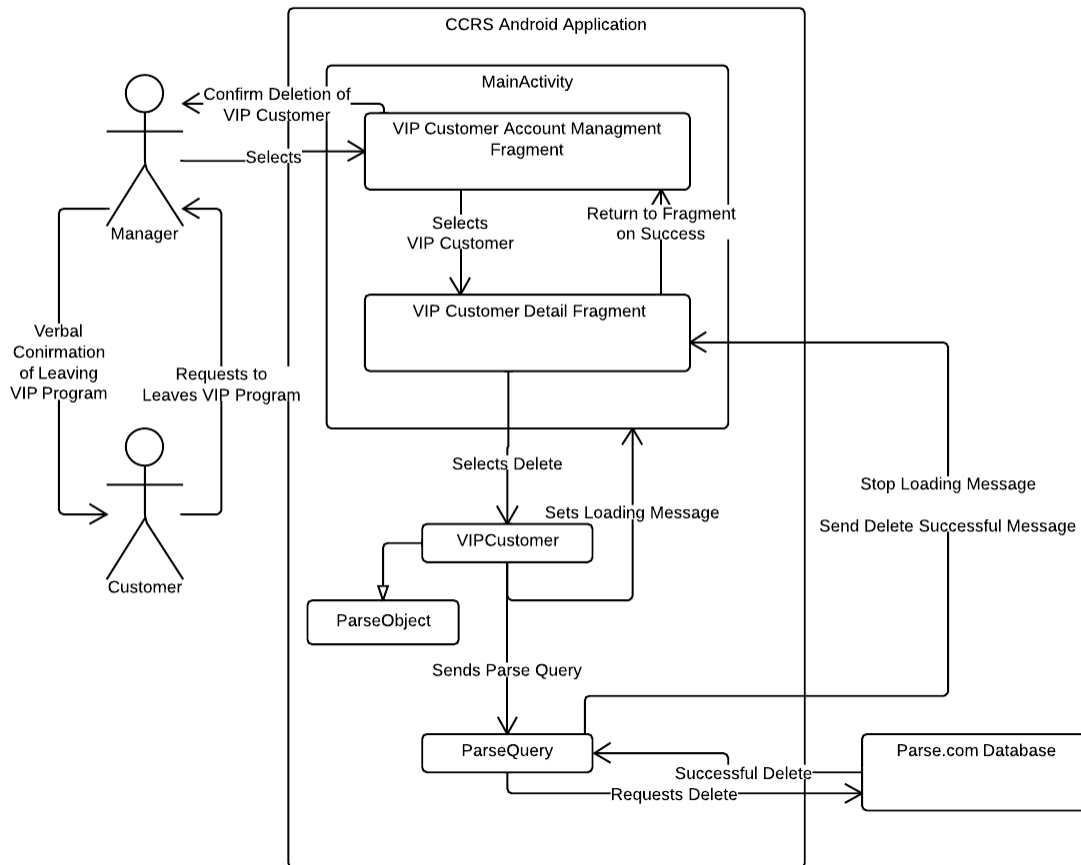 CCRS Android Application
MainActivity
Confirm Deletion of
VIP Customer
VIP Customer Account Managment
Fragment
Selects
Manager
Selects
VIP Customer
Return to Fragment
on Success
VIP Customer Detail Fragment
Verbal
Conirmation
of Leaving
VIP Program
Requests to
Leaves VIP Program
Selects Delete
Stop Loading Message
Sets Loading Message
Send Delete Successful Message
VIPCustomer
Customer
ParseObject
Sends Parse Query
ParseQuery
Parse.com Database
Successful Delete
Requests Delete